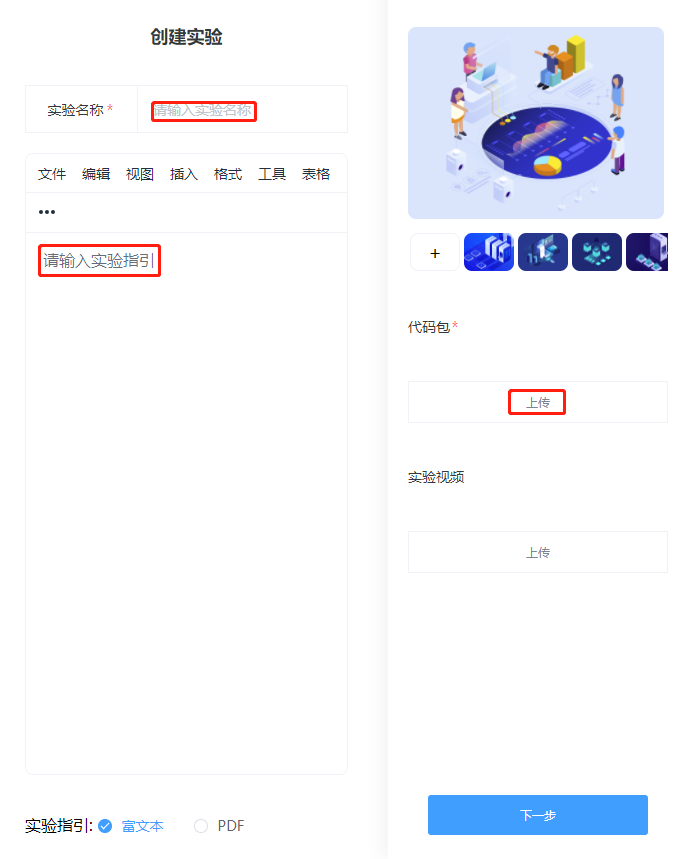 创建实验
实验名称 * 请输入实验名称
文件 编辑 视图 插入 格式 工具 表格
•••
请输入实验指引
实验指引: 富文本 PDF
+
代码包 *
上传
实验视频
上传
下一步